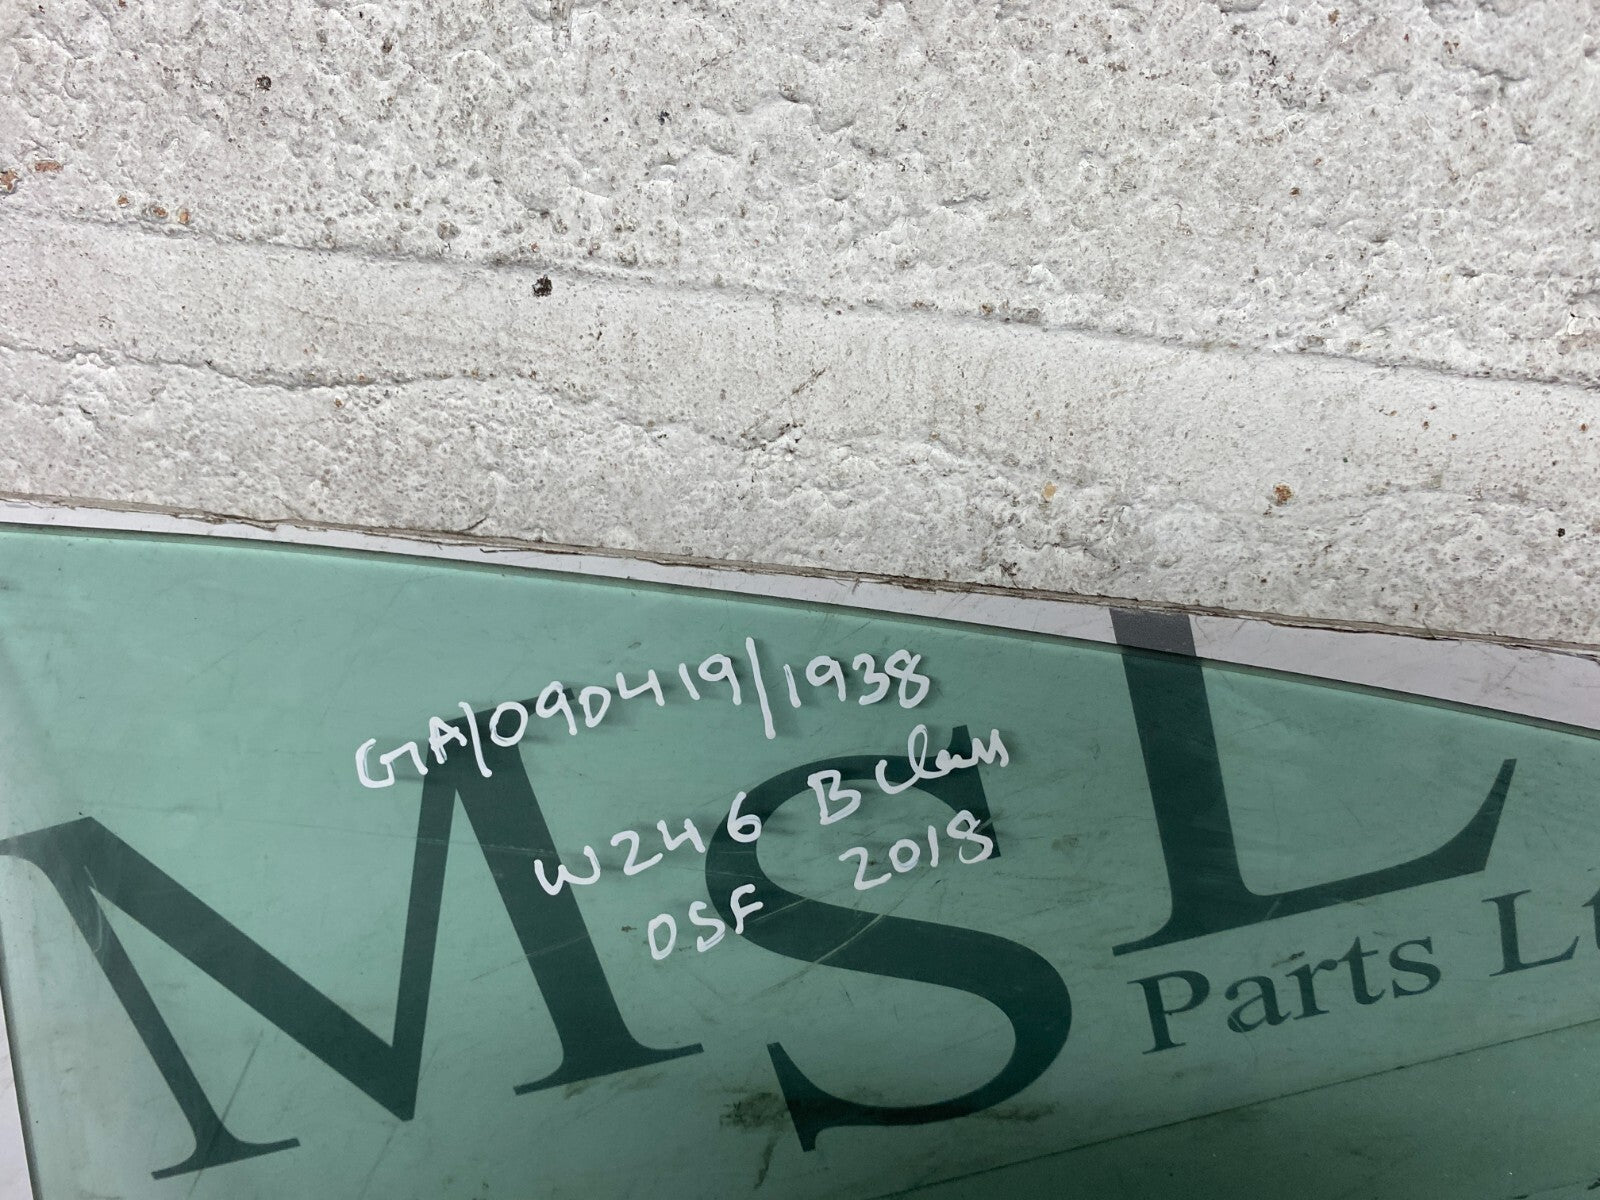 GA/090419/1938
W246 B Class
OSF 2018
MSL
Parts Lt